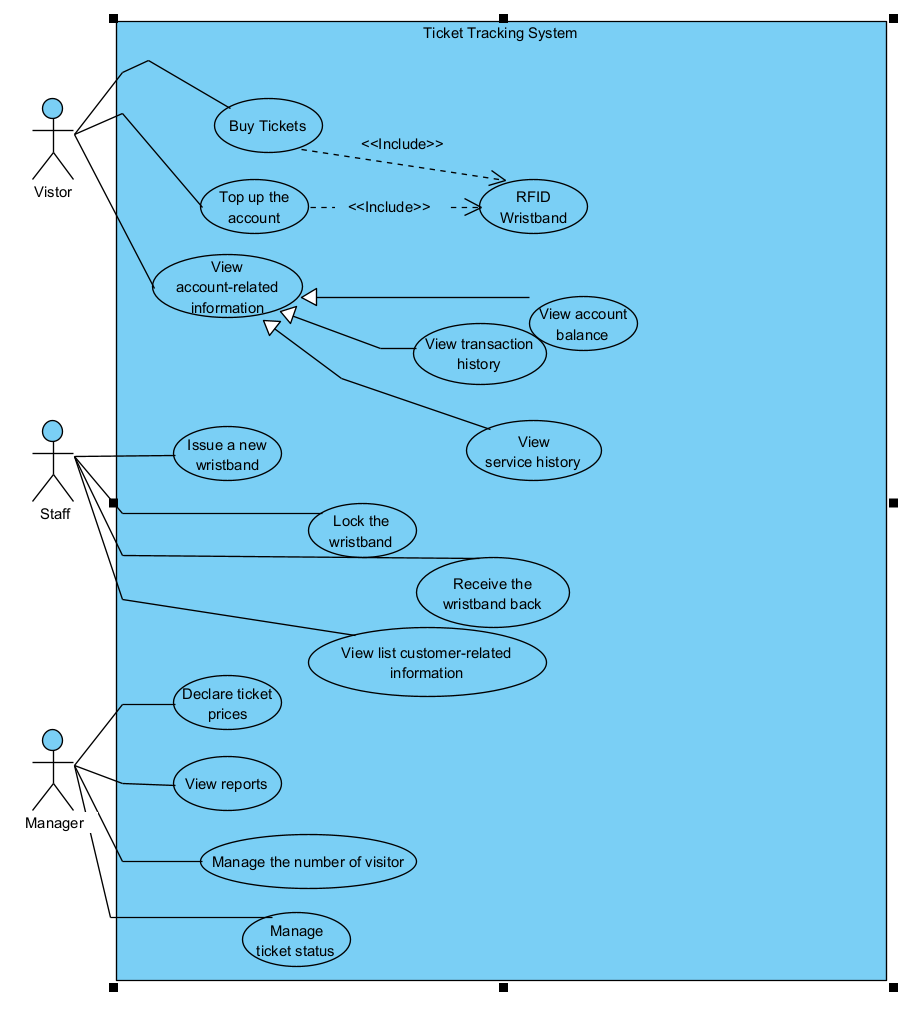 Ticket Tracking System
Buy Tickets
<<Include>>
Vistor
Top up the
account
<<Include>>
RFID
Wristband
View
account-related
information
View account
balance
View transaction
history
Issue a new
wristband
View
service history
Staff
Lock the
wristband
Receive the
wristband back
View list customer-related
information
Declare ticket
prices
View reports
Manager
Manage the number of visitor
Manage
ticket status